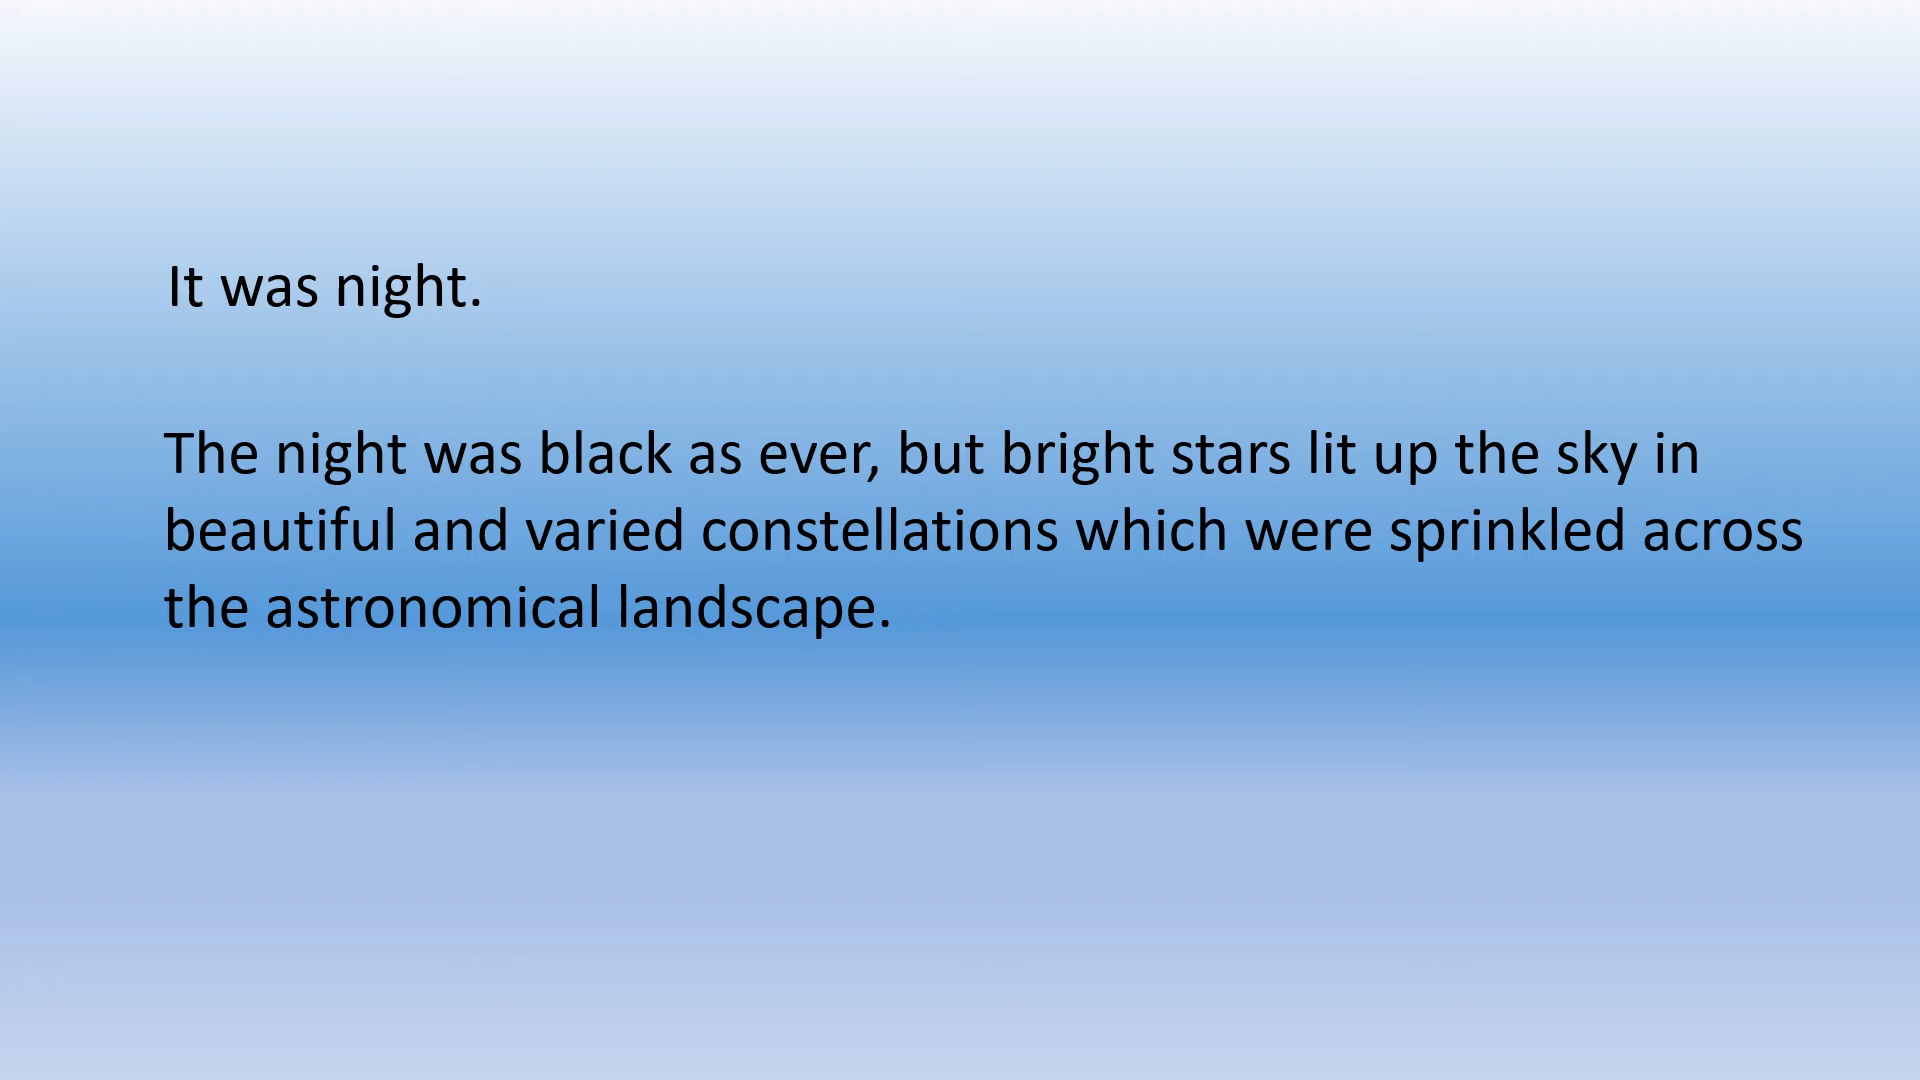 It was night.
The night was black as ever, but bright stars lit up the sky in
beautiful and varied constellations which were sprinkled across
the astronomical landscape.